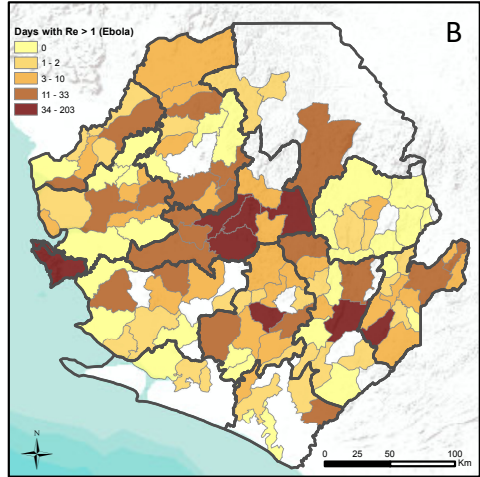 B
Days with Re > 1 (Ebola)
0
1 - 2
3 - 10
11 - 33
34 - 203
N
0 25 50 100
Km